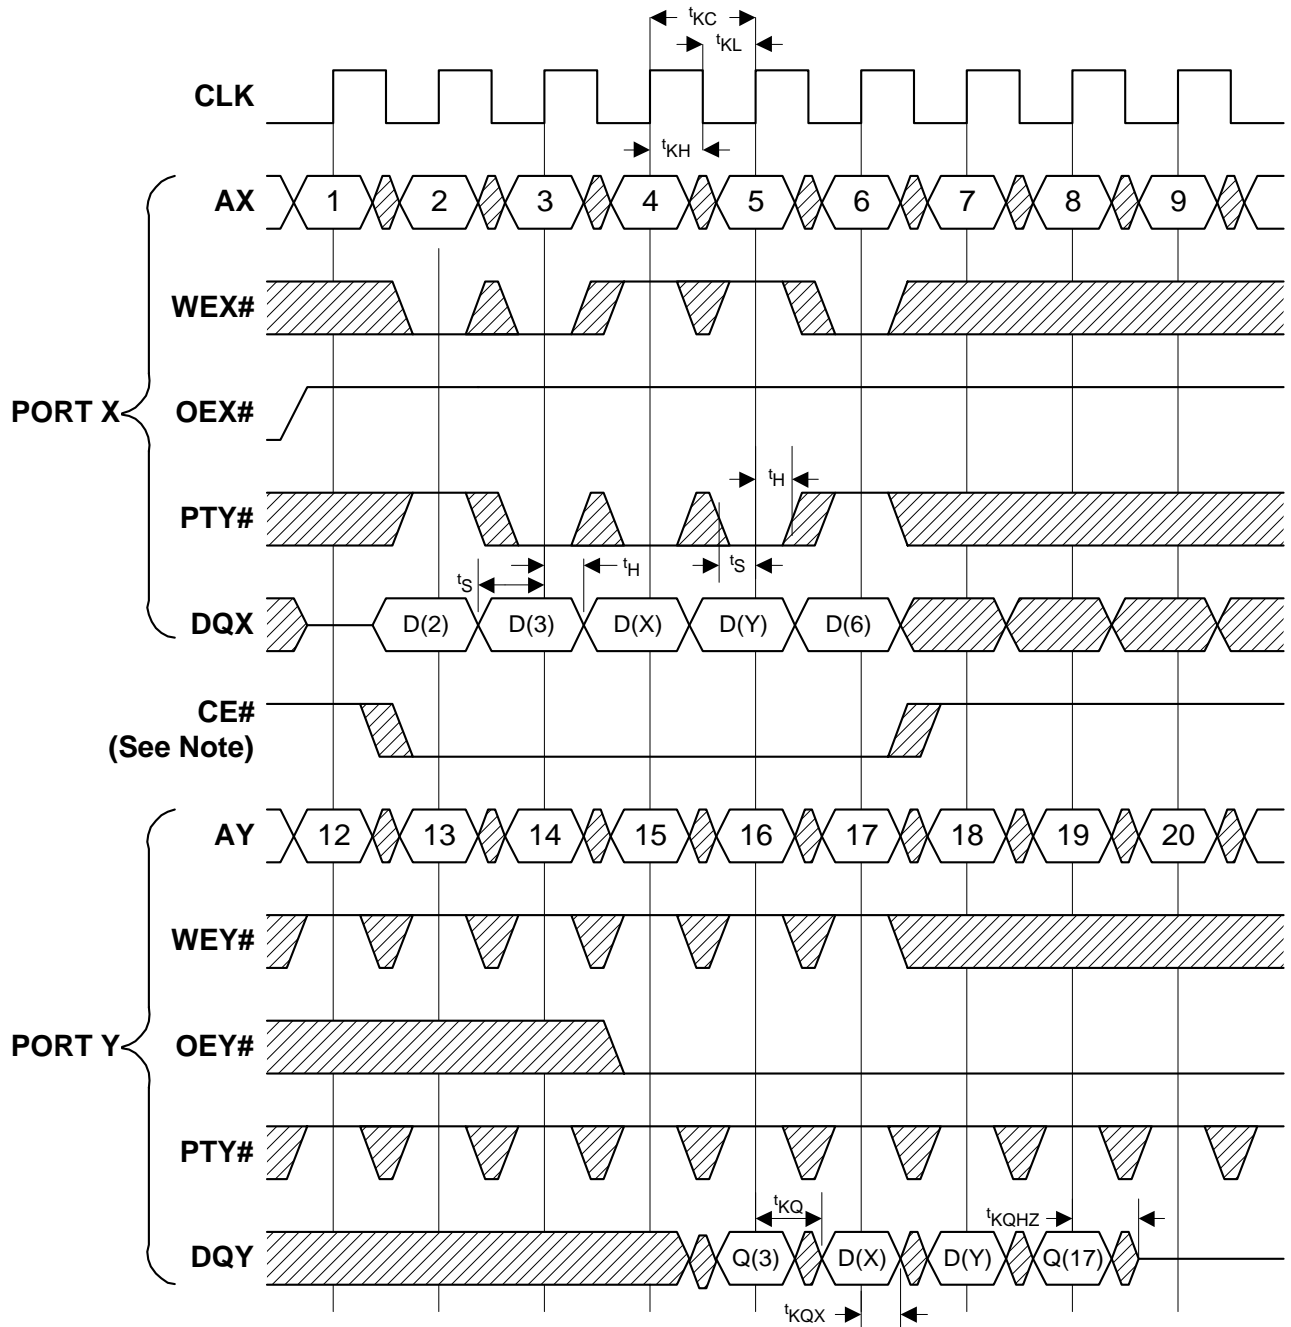 tKC
tKL
CLK
tKH
AX 1 2 3 4 5 6 7 8 9
WEX#
PORT X
OEX#
tH
PTY#
tS tH tS
DQX D(2) D(3) D(X) D(Y) D(6)
CE#
(See Note)
AY 12 13 14 15 16 17 18 19 20
WEY#
PORT Y
OEY#
PTY#
tKQ tKQHZ
DQY Q(3) D(X) D(Y) Q(17)
tKQX